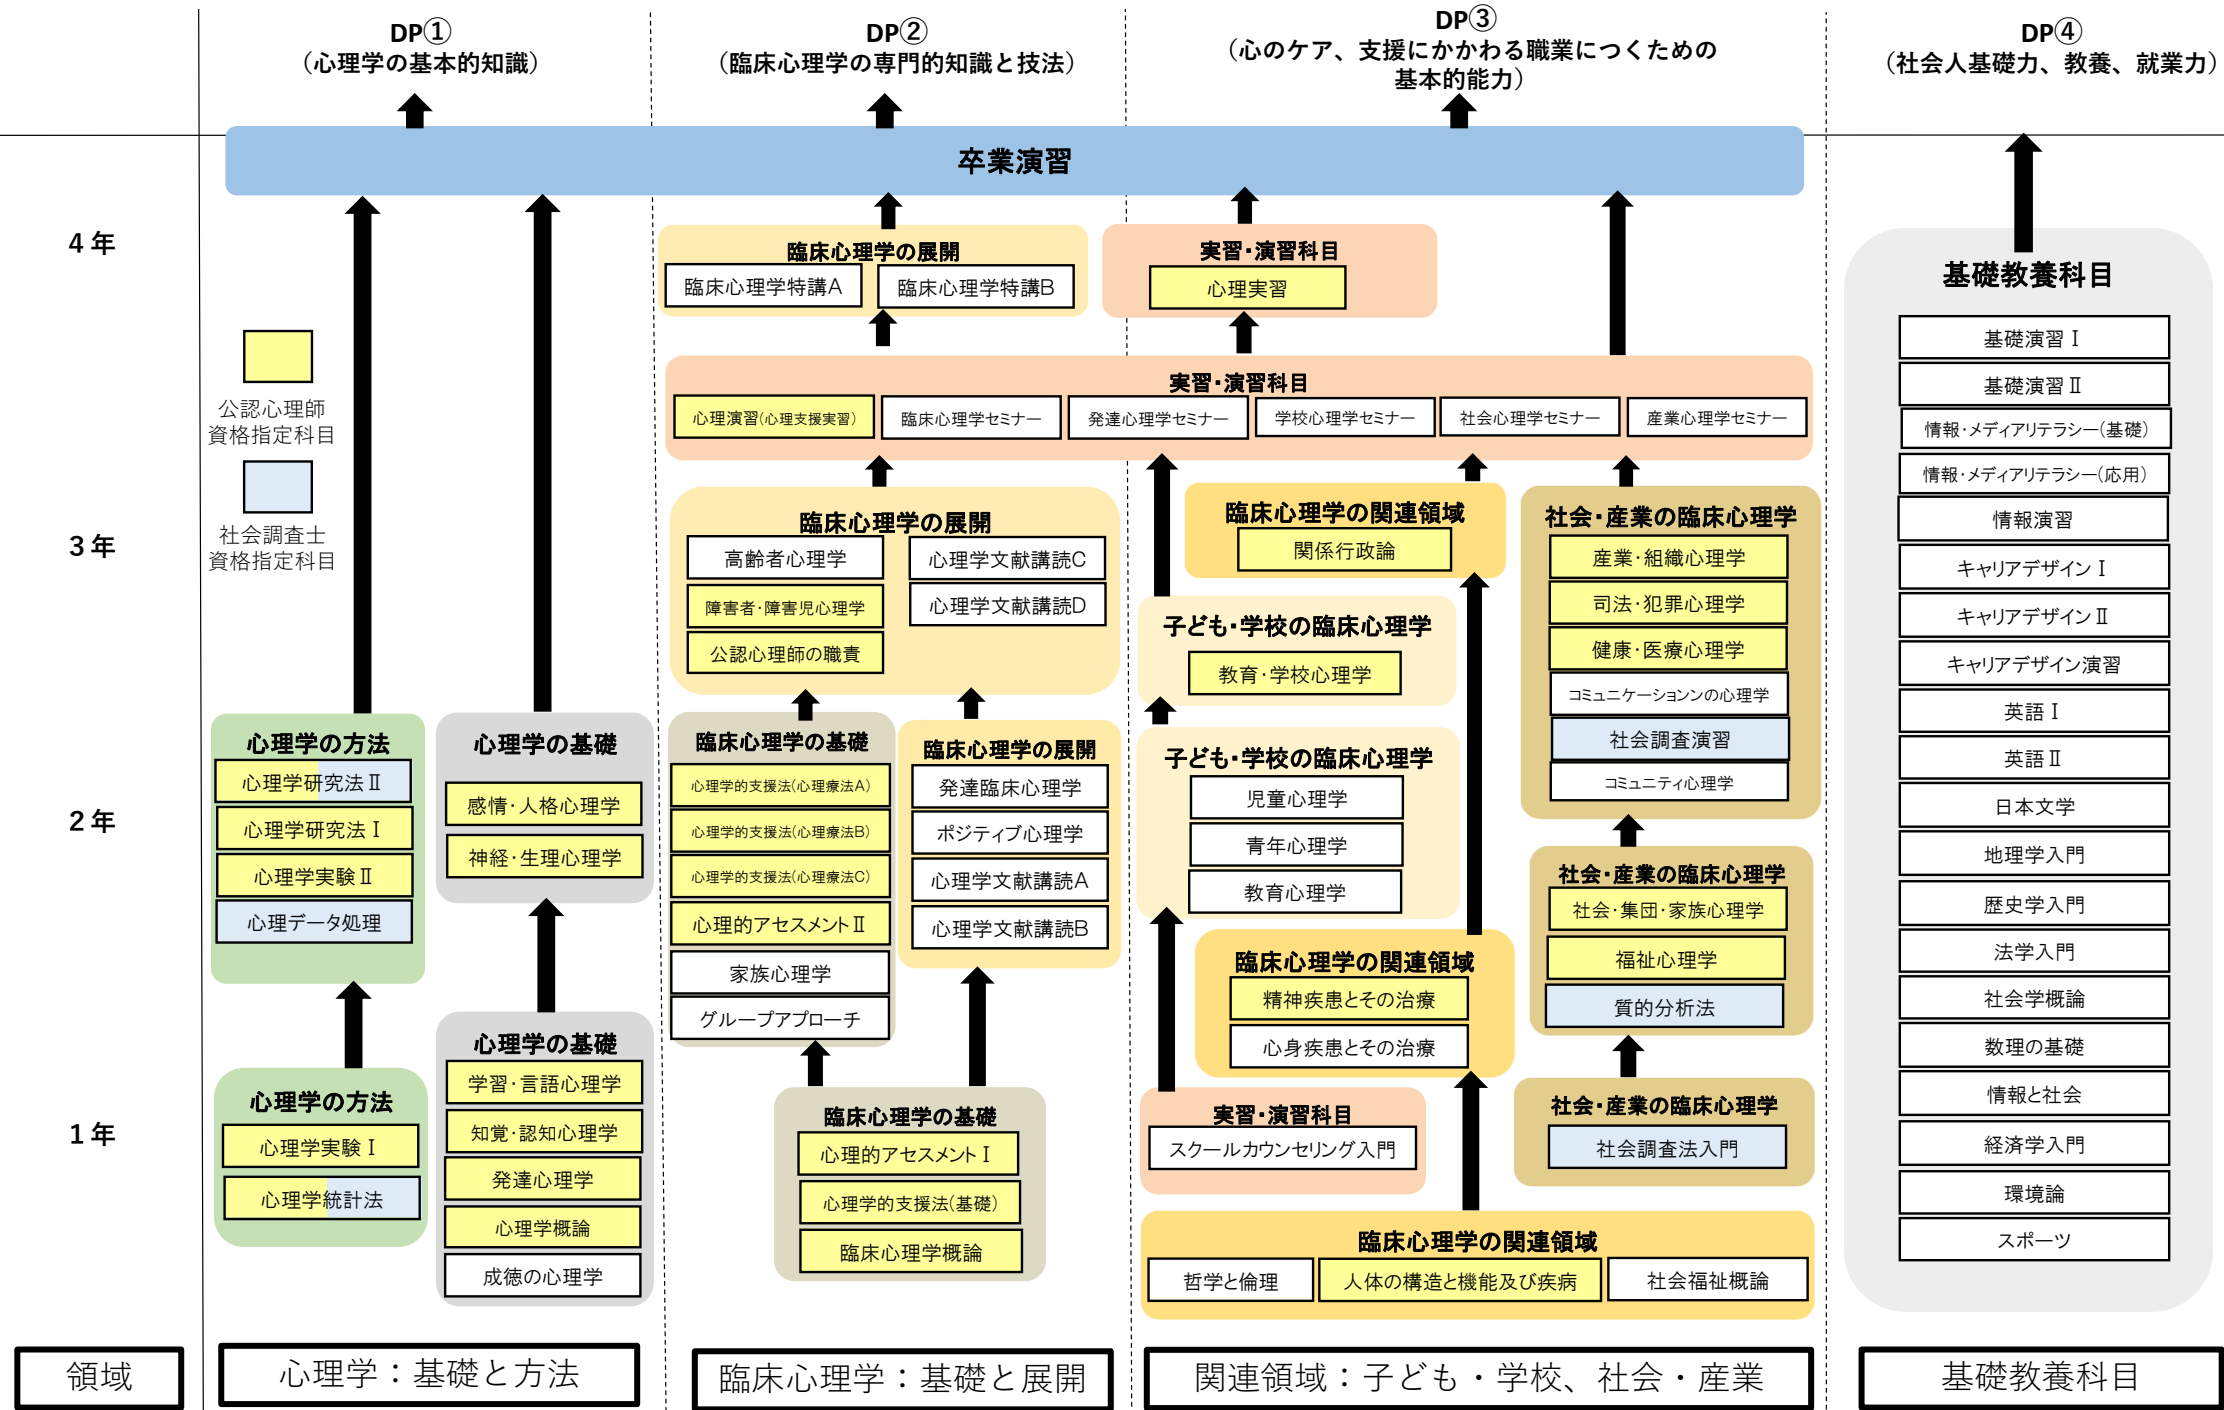 DP①
（心理学の基本的知識）
DP②
（臨床心理学の専門的知識と技法）
DP③
（心のケア、支援にかかわる職業につくための
基本的能力）
DP④
（社会人基礎力、教養、就業力）
卒業演習
4年
臨床心理学の展開
臨床心理学特講A
臨床心理学特講B
実習・演習科目
心理実習
公認心理師
資格指定科目
社会調査士
資格指定科目
実習・演習科目
心理演習(心理支援実習)
臨床心理学セミナー
発達心理学セミナー
学校心理学セミナー
社会心理学セミナー
産業心理学セミナー
3年
臨床心理学の展開
高齢者心理学
障害者・障害児心理学
公認心理師の職責
心理学文献講読C
心理学文献講読D
臨床心理学の関連領域
関係行政論
子ども・学校の臨床心理学
教育・学校心理学
社会・産業の臨床心理学
産業・組織心理学
司法・犯罪心理学
健康・医療心理学
コミュニケーションンの心理学
社会調査演習
コミュニティ心理学
2年
心理学の方法
心理学研究法Ⅱ
心理学研究法Ⅰ
心理学実験Ⅱ
心理データ処理
心理学の基礎
感情・人格心理学
神経・生理心理学
臨床心理学の基礎
心理学的支援法(心理療法A)
心理学的支援法(心理療法B)
心理学的支援法(心理療法C)
心理的アセスメントⅡ
家族心理学
グループアプローチ
臨床心理学の展開
発達臨床心理学
ポジティブ心理学
心理学文献講読A
心理学文献講読B
子ども・学校の臨床心理学
児童心理学
青年心理学
教育心理学
臨床心理学の関連領域
精神疾患とその治療
心身疾患とその治療
社会・産業の臨床心理学
社会・集団・家族心理学
福祉心理学
質的分析法
1年
心理学の方法
心理学実験Ⅰ
心理学統計法
心理学の基礎
学習・言語心理学
知覚・認知心理学
発達心理学
心理学概論
成徳の心理学
臨床心理学の基礎
心理的アセスメントⅠ
心理学的支援法(基礎)
臨床心理学概論
実習・演習科目
スクールカウンセリング入門
社会・産業の臨床心理学
社会調査法入門
臨床心理学の関連領域
哲学と倫理
人体の構造と機能及び疾病
社会福祉概論
基礎教養科目
基礎演習Ⅰ
基礎演習Ⅱ
情報・メディアリテラシー(基礎)
情報・メディアリテラシー(応用)
情報演習
キャリアデザインⅠ
キャリアデザインⅡ
キャリアデザイン演習
英語Ⅰ
英語Ⅱ
日本文学
地理学入門
歴史学入門
法学入門
社会学概論
数理の基礎
情報と社会
経済学入門
環境論
スポーツ
領域
心理学：基礎と方法
臨床心理学：基礎と展開
関連領域：子ども・学校、社会・産業
基礎教養科目